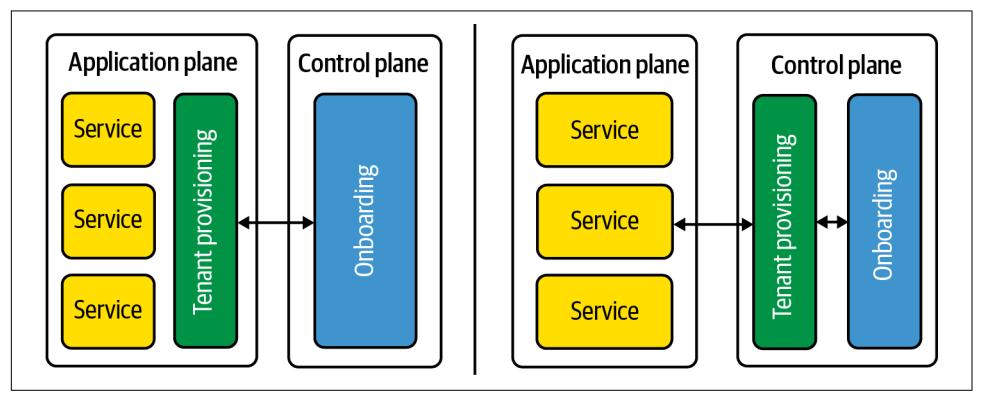 Application plane
Service
Service
Service
Tenant provisioning
Control plane
Onboarding
Application plane
Service
Service
Service
Control plane
Tenant provisioning
Onboarding